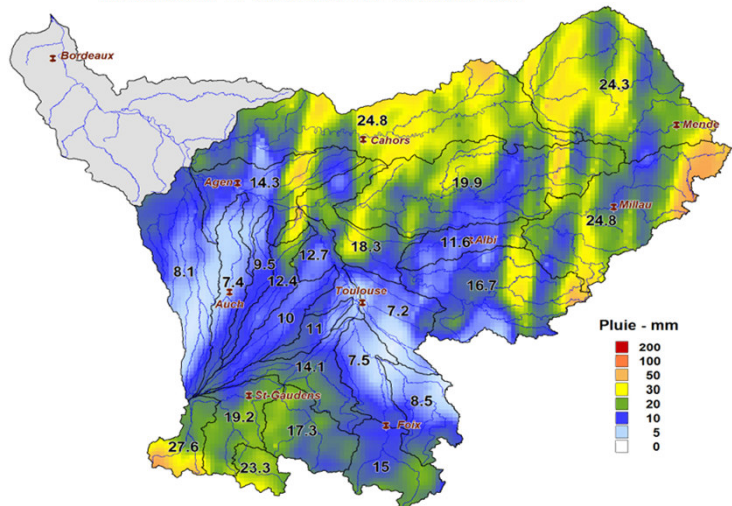 Bordeaux
24.3
24.8
Mende
Cahors
Agen
14.3
19.9
Millau
24.8
18.3
11.6
Albi
12.7
9.5
8.1
7.4
12.4
16.7
Auch
Toulouse
7.2
10
11
7.5
14.1
St-Gaudens
8.5
19.2
17.3
Foix
27.6
23.3
15
Pluie - mm
200
100
50
30
20
10
5
0